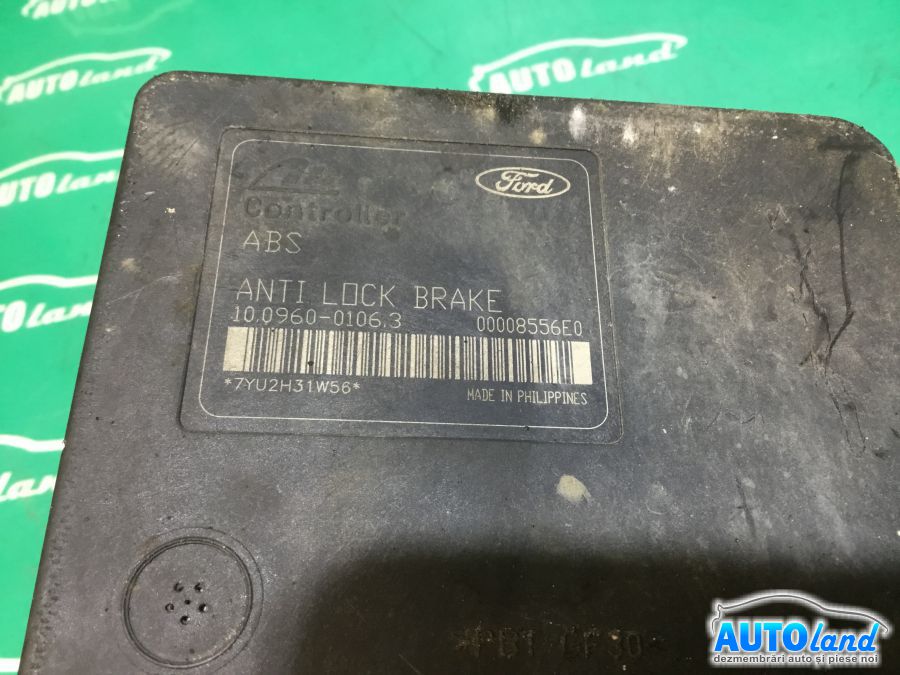 AUTOland
AUTOland
AUTOland
AUTOland
Ford
Controller
ABS
ANTI LOCK BRAKE
10.0960-0106.3 00008556E0
*7YU2H31W56*
MADE IN PHILIPPINES
AUTOland
dezmembrări auto și piese noi